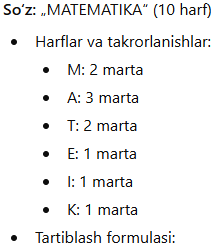 So‘z: „MATEMATIKA“ (10 harf)
• Harflar va takrorlanishlar:
• M: 2 marta
• A: 3 marta
• T: 2 marta
• E: 1 marta
• I: 1 marta
• K: 1 marta
• Tartiblash formulasi: